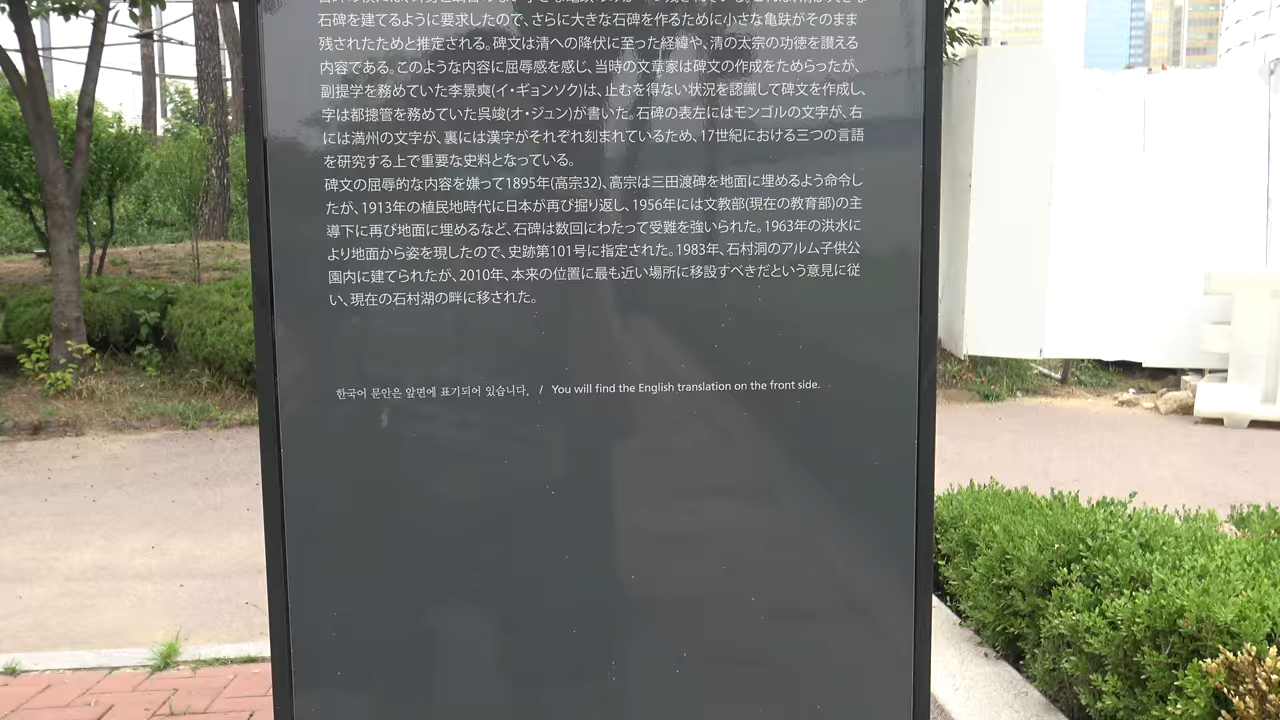 石碑を建てるように要求したので、さらに大きな石碑を作るために小さな亀趺がそのまま
残されたためと推定される。碑文は清への降伏に至った経緯や、清の太宗の功徳を讃える
内容である。このような内容に屈辱感を感じ、当時の文章家は碑文の作成をためらったが、
副提学を務めていた李景奭(イ・ギョンソク)は、止むを得ない状況を認識して碑文を作成し、
字は都摠管を務めていた呉竣(オ・ジュン)が書いた。石碑の表左にはモンゴルの文字が、右
には満州の文字が、裏には漢字がそれぞれ刻まれているため、17世紀における三つの言語
を研究する上で重要な史料となっている。
碑文の屈辱的な内容を嫌って1895年(高宗32)、高宗は三田渡碑を地面に埋めるよう命令し
たが、1913年の植民地時代に日本が再び掘り返し、1956年には文教部(現在の教育部)の主
導下に再び地面に埋めるなど、石碑は数回にわたって受難を強いられた。1963年の洪水に
より地面から姿を現したので、史跡第101号に指定された。1983年、石村洞のアルム子供公
園内に建てられたが、2010年、本来の位置に最も近い場所に移設すべきだという意見に従
い、現在の石村湖の畔に移された。
한국어 문안은 앞면에 표기되어 있습니다. / You will find the English translation on the front side.